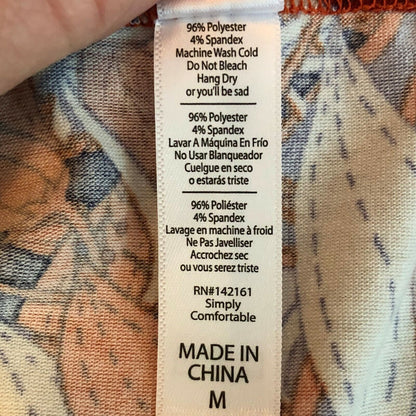 96% Polyester
4% Spandex
Machine Wash Cold
Do Not Bleach
Hang Dry
or you'll be sad
96% Polyester
4% Spandex
Lavar A Máquina En Frío
No Usar Blanqueador
Cuelgue en seco
o estarás triste
96% Poliéster
4% Spandex
Lavage en machine à froid
Ne Pas Javelliser
Accrochez sec
ou vous serez triste
RN#142161
Simply
Comfortable
MADE IN
CHINA
M